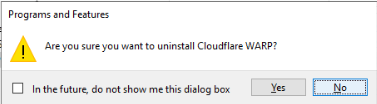 Programs and Features
Are you sure you want to uninstall Cloudflare WARP?
In the future, do not show me this dialog box
Yes
No